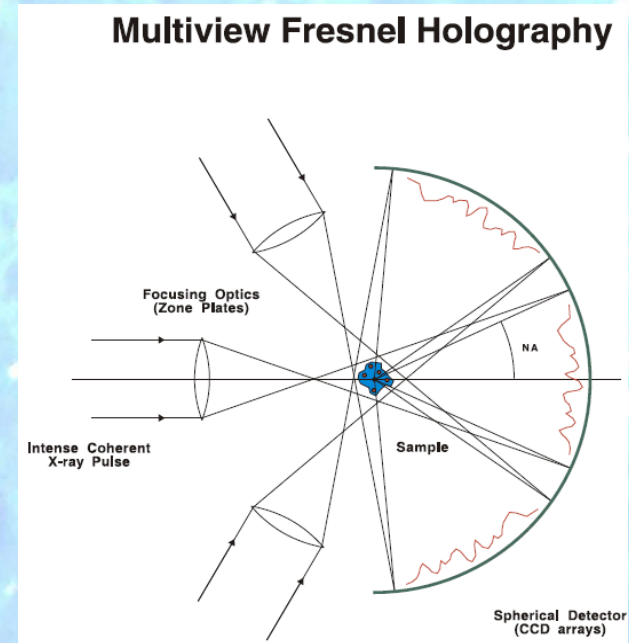 Multiview Fresnel Holography
Focusing Optics
(Zone Plates)
NA
Intense Coherent
X-ray Pulse
Sample
Spherical Detector
(CCD arrays)